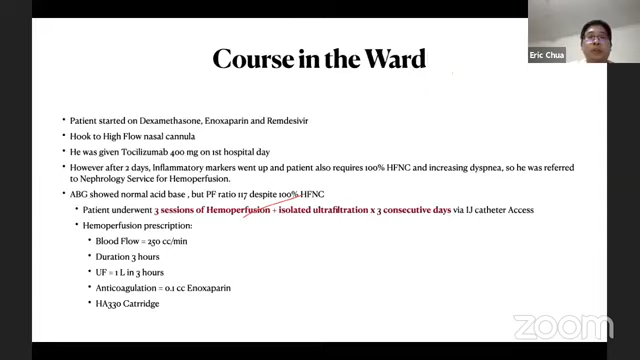 Course in the Ward
Eric Chua
• Patient started on Dexamethasone, Enoxaparin and Remdesivir
• Hook to High Flow nasal cannula
• He was given Tocilizumab 400 mg on 1st hospital day
• However after 2 days, Inflammatory markers went up and patient also requires 100% HFNC and increasing dyspnea, so he was referred
to Nephrology Service for Hemoperfusion.
• ABG showed normal acid base , but PF ratio 117 despite 100% HFNC
• Patient underwent 3 sessions of Hemoperfusion + isolated ultrafiltration x 3 consecutive days via IJ catheter Access
• Hemoperfusion prescription:
• Blood Flow = 250 cc/min
• Duration 3 hours
• UF = 1 L in 3 hours
• Anticoagulation = 0.1 cc Enoxaparin
• HA330 Catrridge
zoom